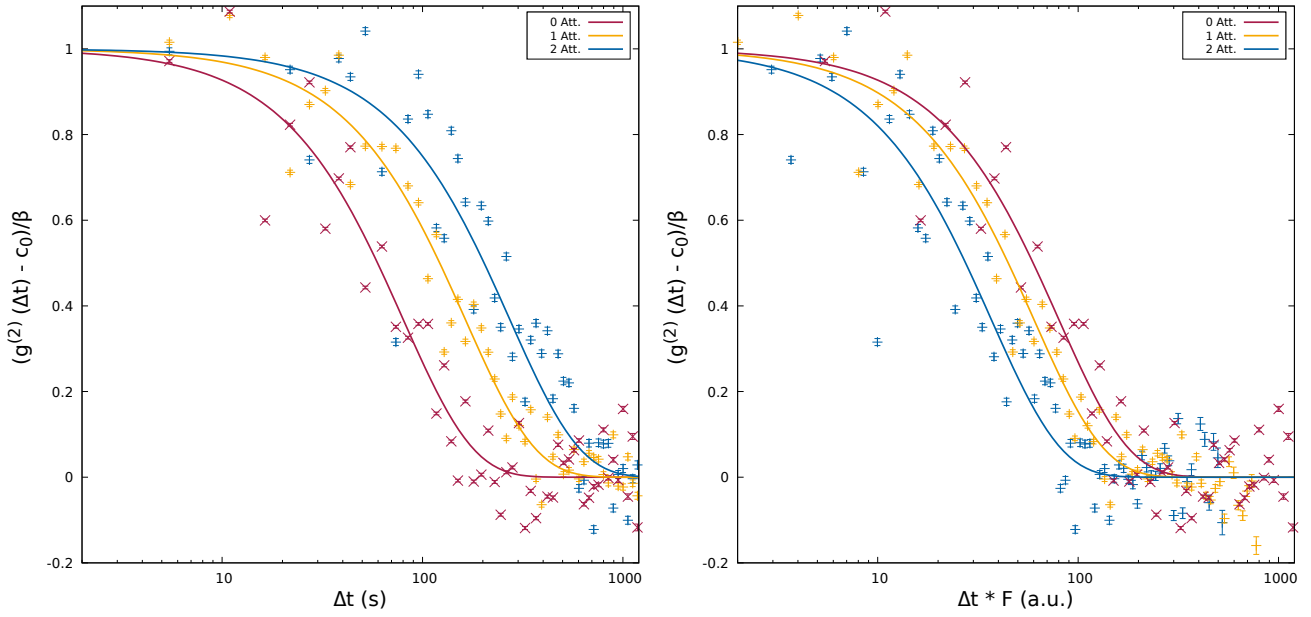 0 Att.
1 Att.
2 Att.
1
0.8
0.6
0.4
0.2
0
-0.2
10
100
1000
(g⁽²⁾ (Δt) - c₀)/β
Δt (s)
0 Att.
1 Att.
2 Att.
1
0.8
0.6
0.4
0.2
0
-0.2
10
100
1000
(g⁽²⁾ (Δt) - c₀)/β
Δt * F (a.u.)